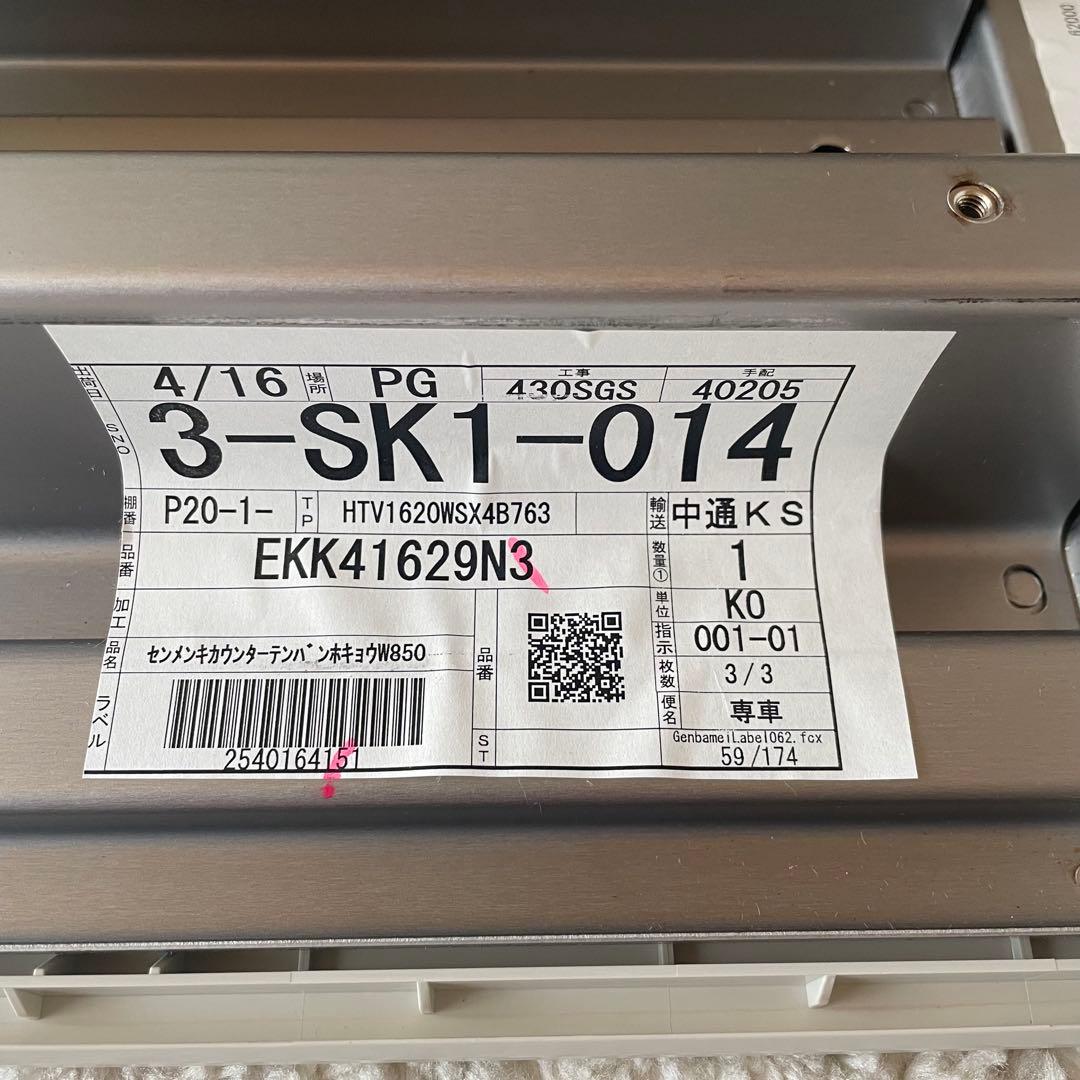 62000
出荷日 4/16 場所 PG 工事 430SGS 手配 40205
SNO 3-SK1-014
棚番 P20-1- TP HTV1620WSX4B763 輸送 中通KS
品番 EKK41629N3 数量① 1
加工 単位 KO
指示 001-01
品名 センメンキカウンターテンバンホキョウW850 品番 枚数 3/3
ラベル 便名 専車
2540164151 ST GenbameiLabel062.fcx
59/174